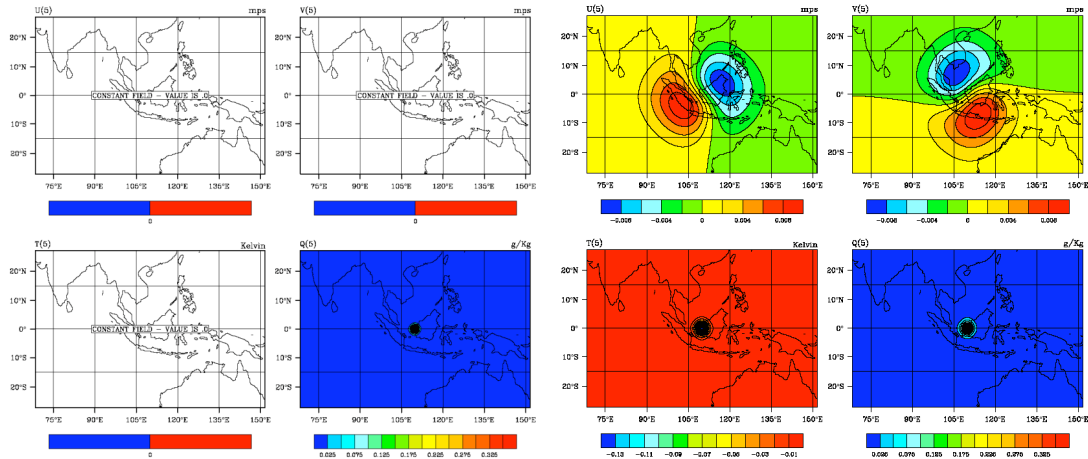 U(5) mps
20°N
10°N
0°
10°S
20°S
CONSTANT FIELD - VALUE IS .0
75°E 90°E 105°E 120°E 135°E 150°E
0
V(5) mps
20°N
10°N
0°
10°S
20°S
CONSTANT FIELD - VALUE IS .0
75°E 90°E 105°E 120°E 135°E 150°E
0
U(5) mps
20°N
10°N
0°
10°S
20°S
75°E 90°E 105°E 120°E 135°E 150°E
-0.008 -0.004 0 0.004 0.008
V(5) mps
20°N
10°N
0°
10°S
20°S
75°E 90°E 105°E 120°E 135°E 150°E
-0.008 -0.004 0 0.004 0.008
T(5) Kelvin
20°N
10°N
0°
10°S
20°S
CONSTANT FIELD - VALUE IS .0
75°E 90°E 105°E 120°E 135°E 150°E
0
Q(5) g/Kg
20°N
10°N
0°
10°S
20°S
75°E 90°E 105°E 120°E 135°E 150°E
0.025 0.075 0.125 0.175 0.225 0.275 0.325
T(5) Kelvin
20°N
10°N
0°
10°S
20°S
75°E 90°E 105°E 120°E 135°E 150°E
-0.13 -0.11 -0.09 -0.07 -0.05 -0.03 -0.01
Q(5) g/Kg
20°N
10°N
0°
10°S
20°S
75°E 90°E 105°E 120°E 135°E 150°E
0.025 0.075 0.125 0.175 0.225 0.275 0.325